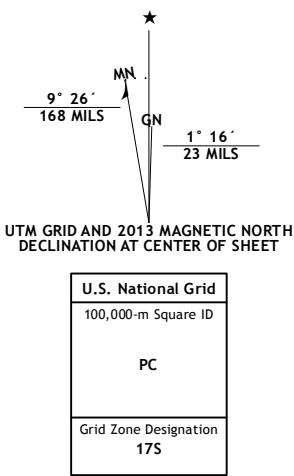 ★
MN
GN
9° 26´
168 MILS
1° 16´
23 MILS
UTM GRID AND 2013 MAGNETIC NORTH
DECLINATION AT CENTER OF SHEET
U.S. National Grid
100,000-m Square ID
PC
Grid Zone Designation
17S